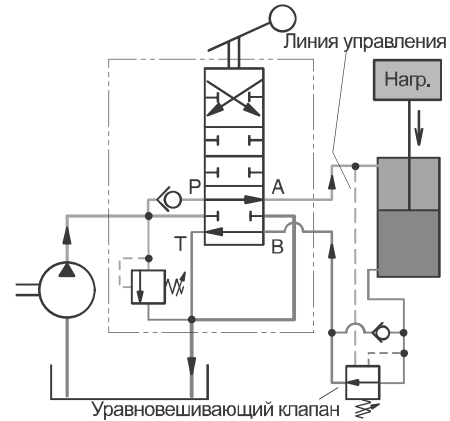 Линия управления
Нагр.
P
A
T
B
Уравновешивающий клапан